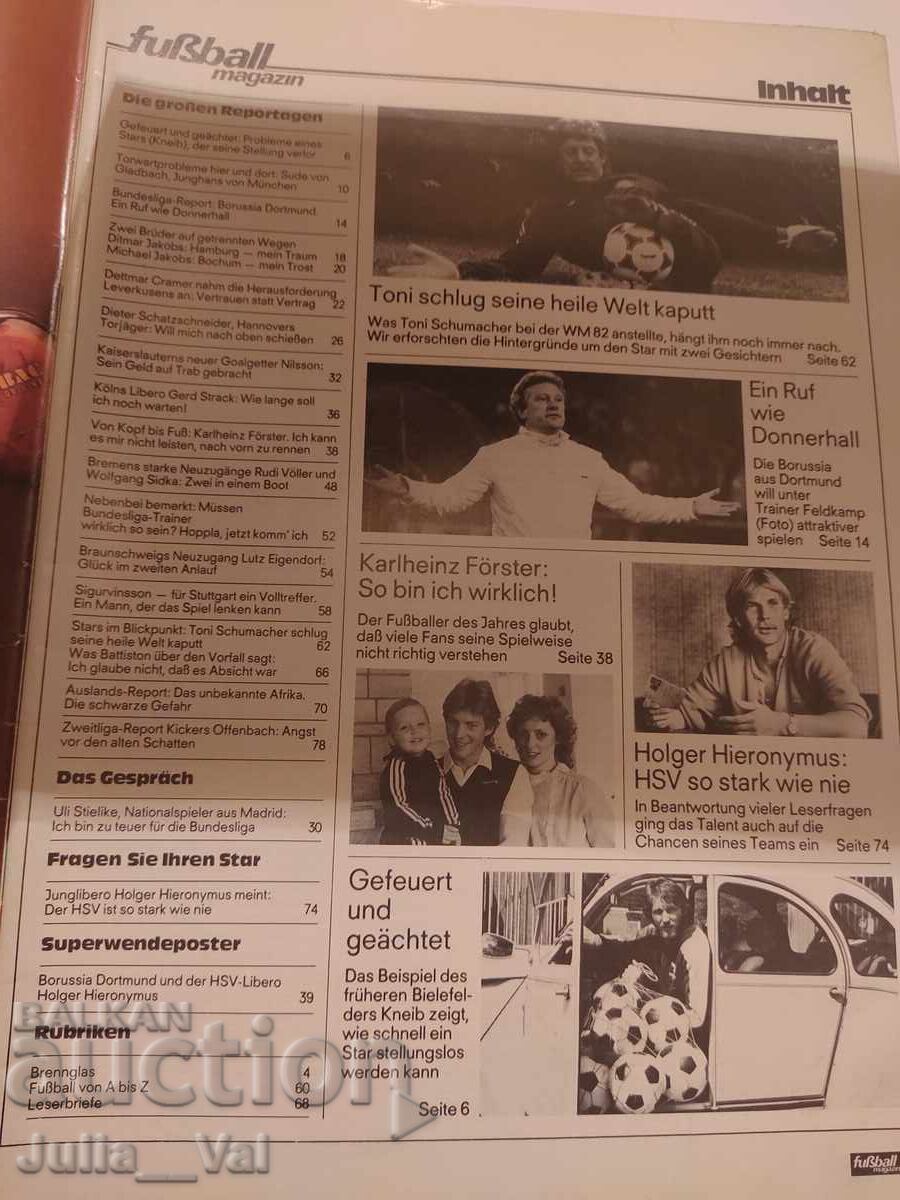 fußball
magazin
Inhalt
Die großen Reportagen
Gefeuert und geächtet: Probleme eines
Stars (Kneib), der seine Stellung verlor 6
Torwartprobleme hier und dort: Sude von
Gladbach, Junghans von München 10
Bundesliga-Report: Borussia Dortmund.
Ein Ruf wie Donnerhall 14
Zwei Brüder auf getrennten Wegen
Ditmar Jakobs: Hamburg — mein Traum 18
Michael Jakobs: Bochum — mein Trost 20
Dettmar Cramer nahm die Herausforderung
Leverkusens an: Vertrauen statt Vertrag 22
Dieter Schatzschneider, Hannovers
Torjäger: Will mich nach oben schießen 26
Kaiserslauterns neuer Goalgetter Nilsson:
Sein Geld auf Trab gebracht 32
Kölns Libero Gerd Strack: Wie lange soll
ich noch warten! 36
Von Kopf bis Fuß: Karlheinz Förster. Ich kann
es mir nicht leisten, nach vorn zu rennen 38
Bremens starke Neuzugänge Rudi Völler und
Wolfgang Sidka: Zwei in einem Boot 48
Nebenbei bemerkt: Müssen
Bundesliga-Trainer
wirklich so sein? Hoppla, jetzt komm' ich 52
Braunschweigs Neuzugang Lutz Eigendorf:
Glück im zweiten Anlauf 54
Sigurvinsson — für Stuttgart ein Volltreffer.
Ein Mann, der das Spiel lenken kann 58
Stars im Blickpunkt: Toni Schumacher schlug
seine heile Welt kaputt 62
Was Battiston über den Vorfall sagt:
Ich glaube nicht, daß es Absicht war 66
Auslands-Report: Das unbekannte Afrika.
Die schwarze Gefahr 70
Zweitliga-Report Kickers Offenbach: Angst
vor den alten Schatten 78
Das Gespräch
Uli Stielike, Nationalspieler aus Madrid:
Ich bin zu teuer für die Bundesliga 30
Fragen Sie Ihren Star
Junglibero Holger Hieronymus meint:
Der HSV ist so stark wie nie 74
Superwendeposter
Borussia Dortmund und der HSV-Libero
Holger Hieronymus 39
Rubriken
Brennglas 4
Fußball von A bis Z 60
Leserbriefe 68
Toni schlug seine heile Welt kaputt
Was Toni Schumacher bei der WM 82 anstellte, hängt ihm noch immer nach.
Wir erforschten die Hintergründe um den Star mit zwei Gesichtern Seite 62
Ein Ruf
wie
Donnerhall
Die Borussia
aus Dortmund
will unter
Trainer Feldkamp
(Foto) attraktiver
spielen Seite 14
Karlheinz Förster:
So bin ich wirklich!
Der Fußballer des Jahres glaubt,
daß viele Fans seine Spielweise
nicht richtig verstehen Seite 38
Holger Hieronymus:
HSV so stark wie nie
In Beantwortung vieler Leserfragen
ging das Talent auch auf die
Chancen seines Teams ein Seite 74
Gefeuert
und
geächtet
Das Beispiel des
früheren Bielefel-
ders Kneib zeigt,
wie schnell ein
Star stellungslos
werden kann
Seite 6
BALKAN
auction
Julia__Val
fußball
magazin